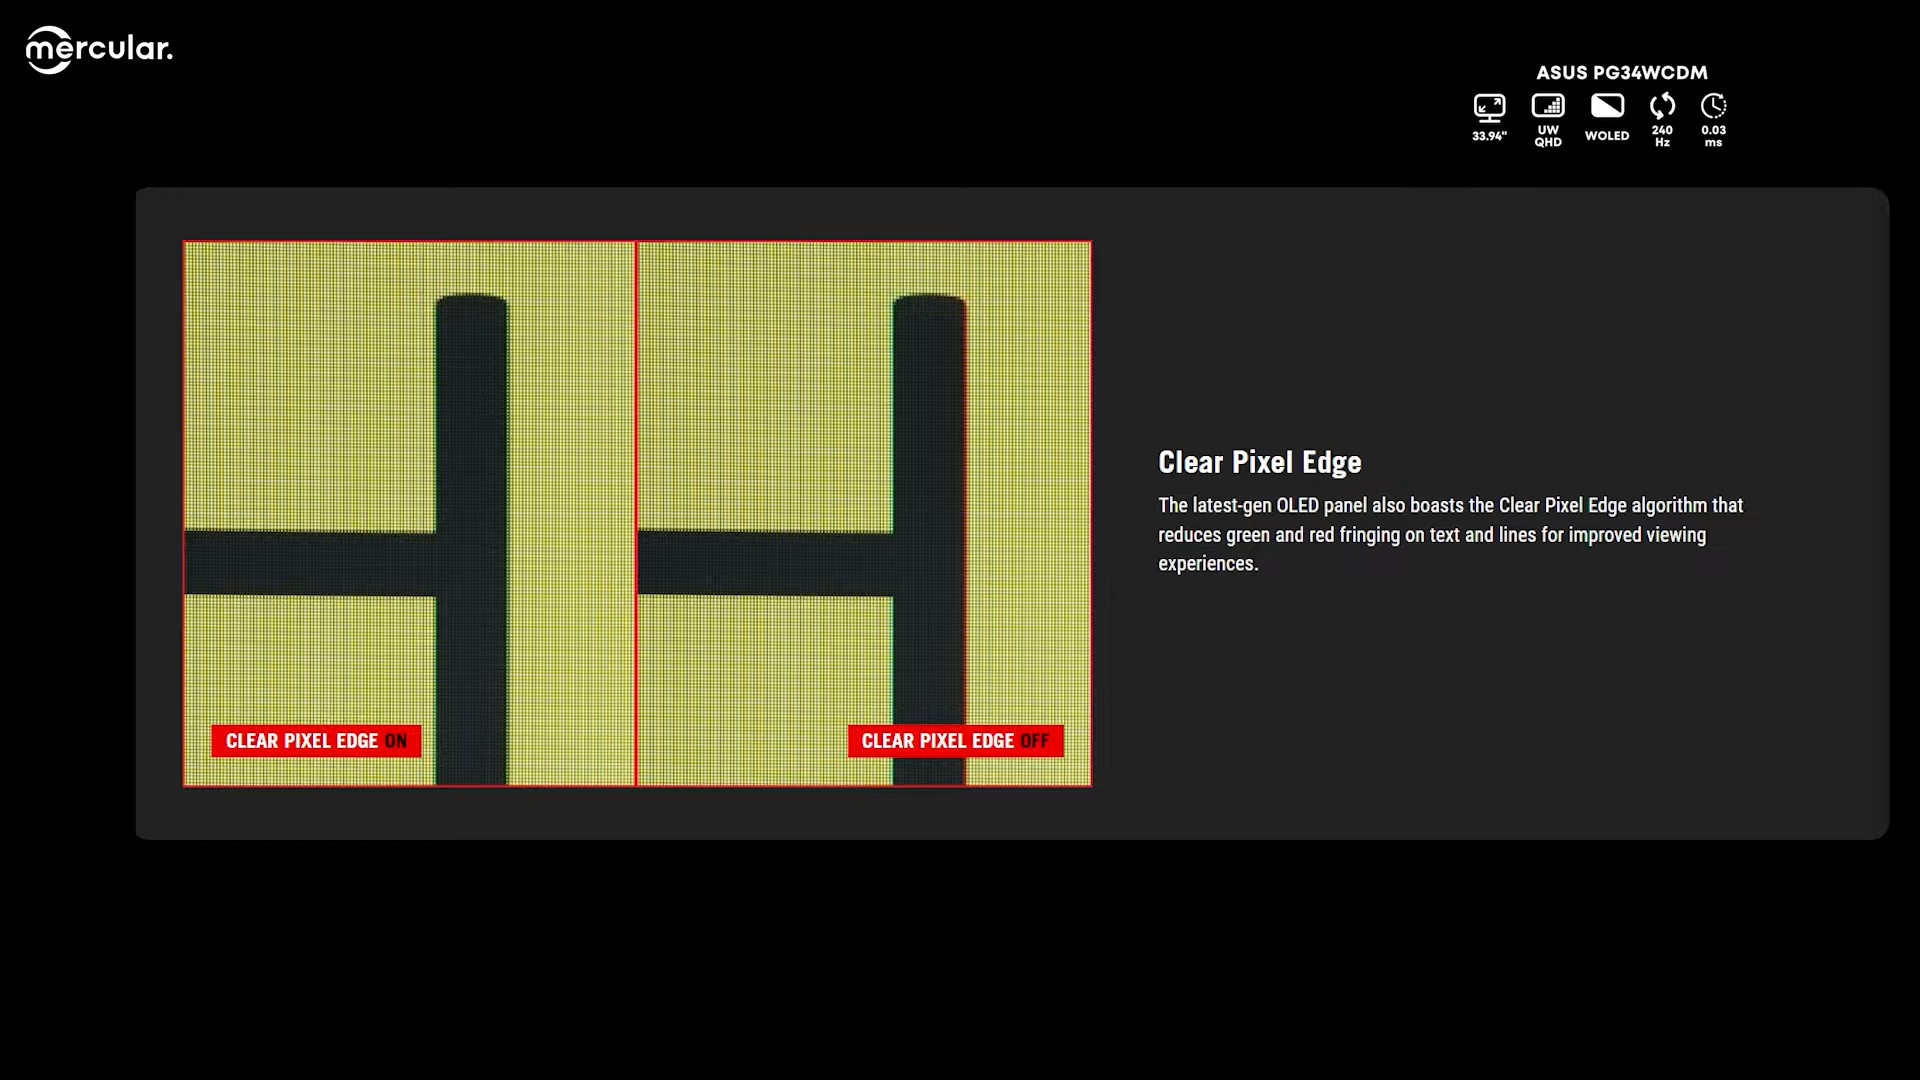 mercular.
ASUS PG34WCDM
33.94"
UW
QHD
WOLED
240
Hz
0.03
ms
Clear Pixel Edge
The latest-gen OLED panel also boasts the Clear Pixel Edge algorithm that
reduces green and red fringing on text and lines for improved viewing
experiences.
CLEAR PIXEL EDGE ON
CLEAR PIXEL EDGE OFF